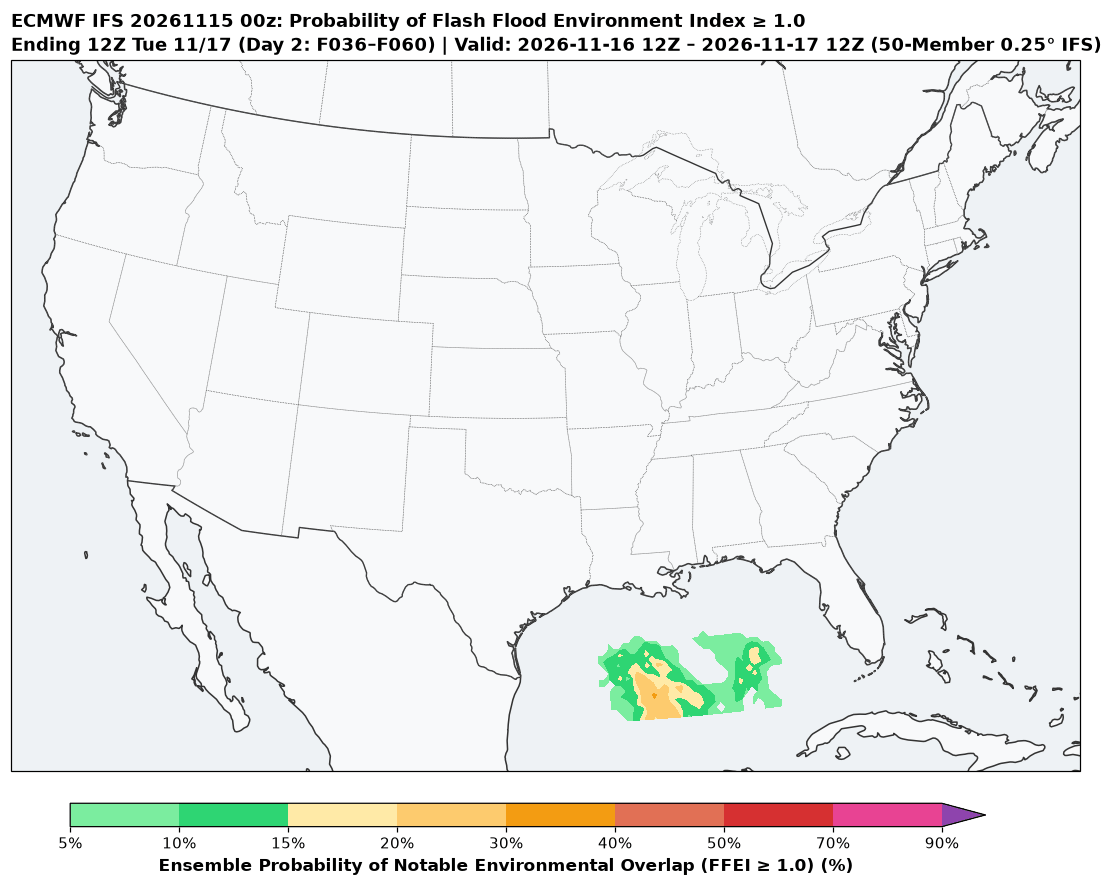 ECMWF IFS 20261115 00z: Probability of Flash Flood Environment Index ≥ 1.0
Ending 12Z Tue 11/17 (Day 2: F036–F060) | Valid: 2026-11-16 12Z – 2026-11-17 12Z (50-Member 0.25° IFS)
5% 10% 15% 20% 30% 40% 50% 70% 90%
Ensemble Probability of Notable Environmental Overlap (FFEI ≥ 1.0) (%)